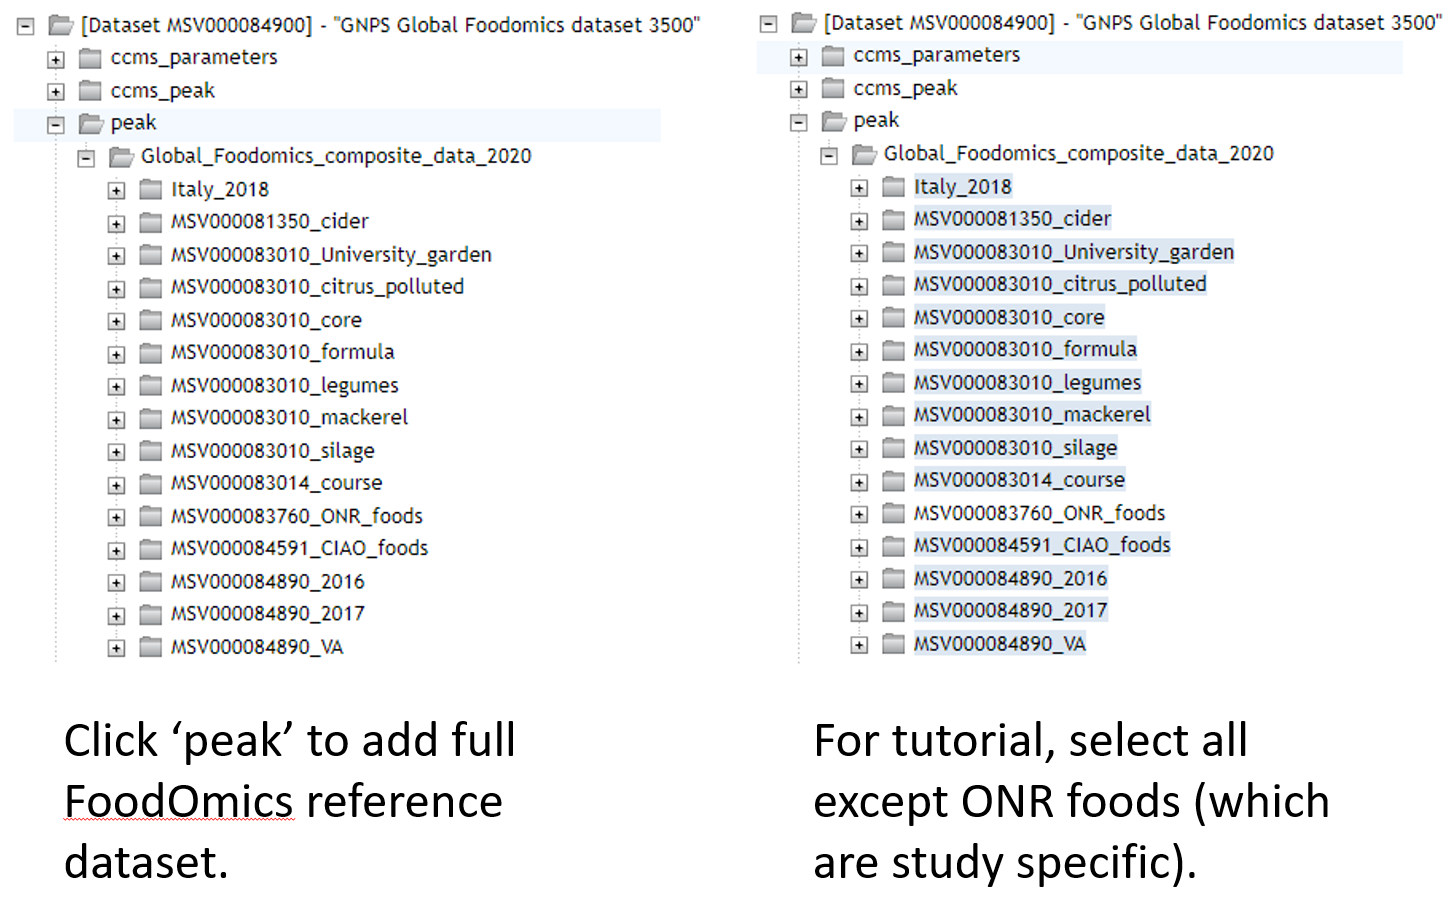 [Dataset MSV000084900] - "GNPS Global Foodomics dataset 3500"
ccms_parameters
ccms_peak
peak
Global_Foodomics_composite_data_2020
Italy_2018
MSV000081350_cider
MSV000083010_University_garden
MSV000083010_citrus_polluted
MSV000083010_core
MSV000083010_formula
MSV000083010_legumes
MSV000083010_mackerel
MSV000083010_silage
MSV000083014_course
MSV000083760_ONR_foods
MSV000084591_CIAO_foods
MSV000084890_2016
MSV000084890_2017
MSV000084890_VA
Click ‘peak’ to add full
FoodOmics reference
dataset.
[Dataset MSV000084900] - "GNPS Global Foodomics dataset 3500"
ccms_parameters
ccms_peak
peak
Global_Foodomics_composite_data_2020
Italy_2018
MSV000081350_cider
MSV000083010_University_garden
MSV000083010_citrus_polluted
MSV000083010_core
MSV000083010_formula
MSV000083010_legumes
MSV000083010_mackerel
MSV000083010_silage
MSV000083014_course
MSV000083760_ONR_foods
MSV000084591_CIAO_foods
MSV000084890_2016
MSV000084890_2017
MSV000084890_VA
For tutorial, select all
except ONR foods (which
are study specific).